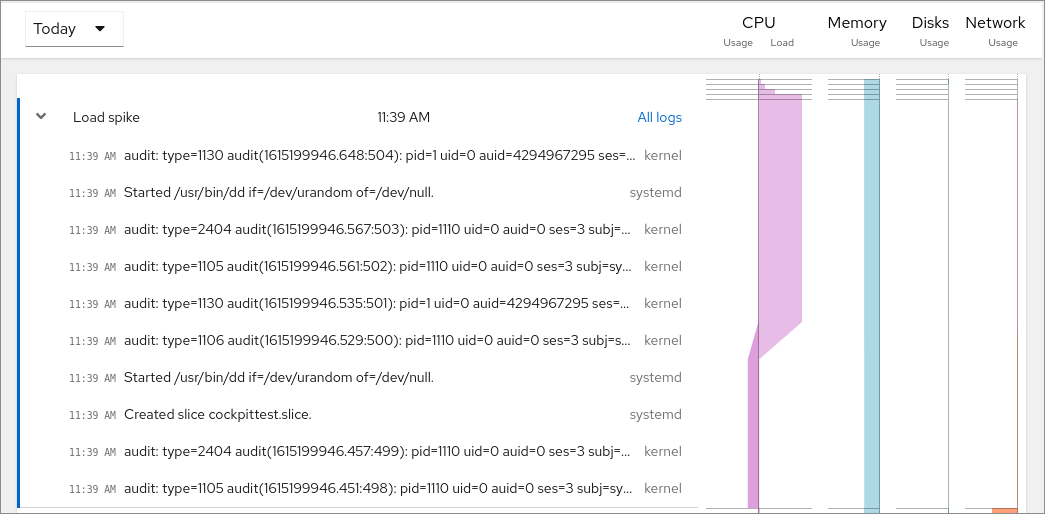 Today
CPU Memory Disks Network
Usage Load Usage Usage Usage
Load spike 11:39 AM All logs
11:39 AM audit: type=1130 audit(1615199946.648:504): pid=1 uid=0 auid=4294967295 ses=... kernel
11:39 AM Started /usr/bin/dd if=/dev/urandom of=/dev/null. systemd
11:39 AM audit: type=2404 audit(1615199946.567:503): pid=1110 uid=0 auid=0 ses=3 subj=... kernel
11:39 AM audit: type=1105 audit(1615199946.561:502): pid=1110 uid=0 auid=0 ses=3 subj=sy... kernel
11:39 AM audit: type=1130 audit(1615199946.535:501): pid=1 uid=0 auid=4294967295 ses=... kernel
11:39 AM audit: type=1106 audit(1615199946.529:500): pid=1110 uid=0 auid=0 ses=3 subj=s... kernel
11:39 AM Started /usr/bin/dd if=/dev/urandom of=/dev/null. systemd
11:39 AM Created slice cockpittest.slice. systemd
11:39 AM audit: type=2404 audit(1615199946.457:499): pid=1110 uid=0 auid=0 ses=3 subj=... kernel
11:39 AM audit: type=1105 audit(1615199946.451:498): pid=1110 uid=0 auid=0 ses=3 subj=sy... kernel